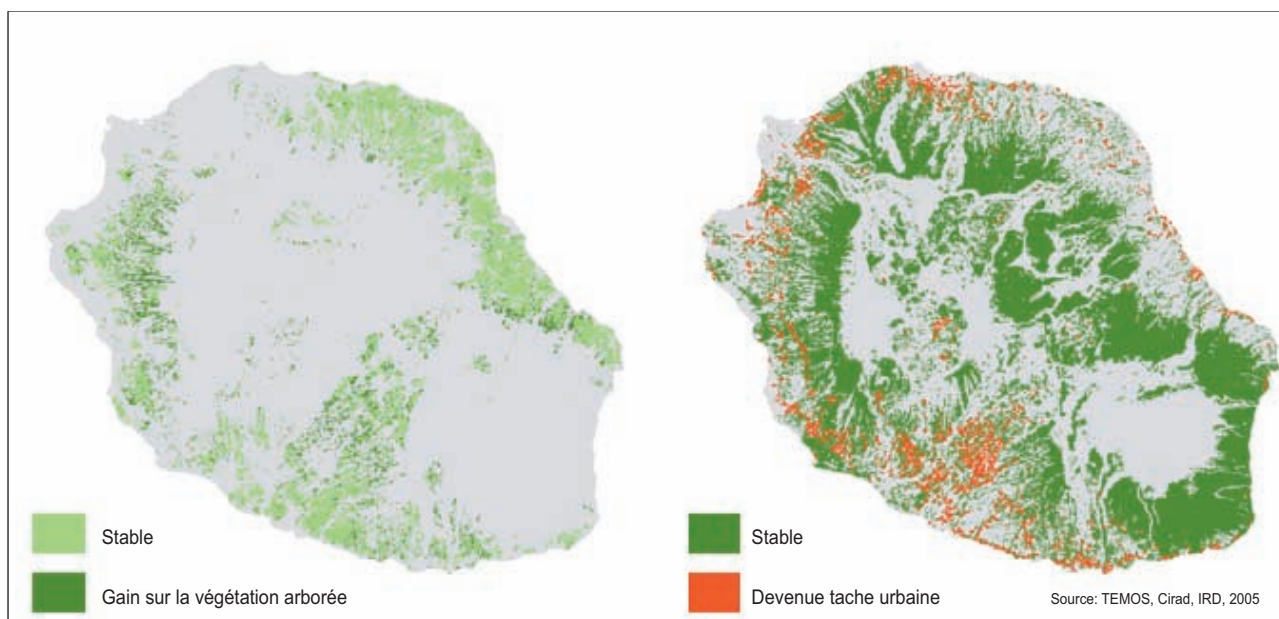 Stable
Gain sur la végétation arborée
Stable
Devenue tache urbaine
Source: TEMOS, Cirad, IRD, 2005